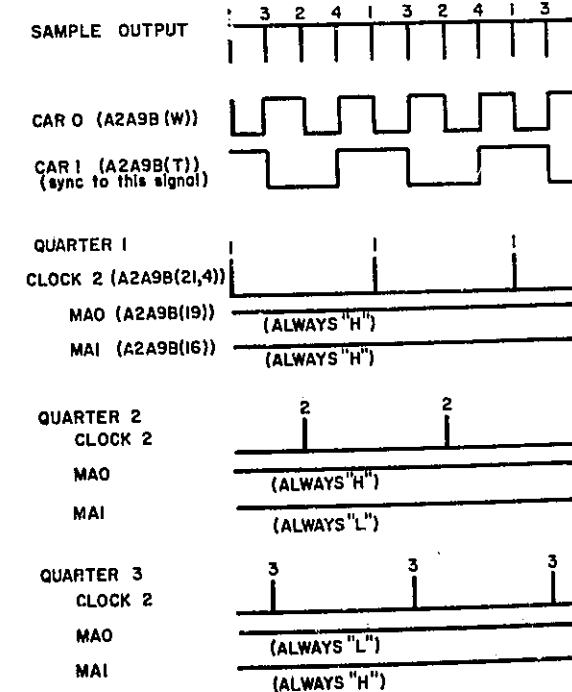 3 2 4 1 3 2 4 1 3
SAMPLE OUTPUT
CAR 0 (A2A9B(W))
CAR 1 (A2A9B(T))
(sync to this signal)
QUARTER 1
1 1 1
CLOCK 2 (A2A9B(21,4))
MA0 (A2A9B(19))
(ALWAYS "H")
MA1 (A2A9B(16))
(ALWAYS "H")
QUARTER 2
2 2
CLOCK 2
MA0
(ALWAYS "H")
MA1
(ALWAYS "L")
QUARTER 3
3 3 3
CLOCK 2
MA0
(ALWAYS "L")
MA1
(ALWAYS "H")